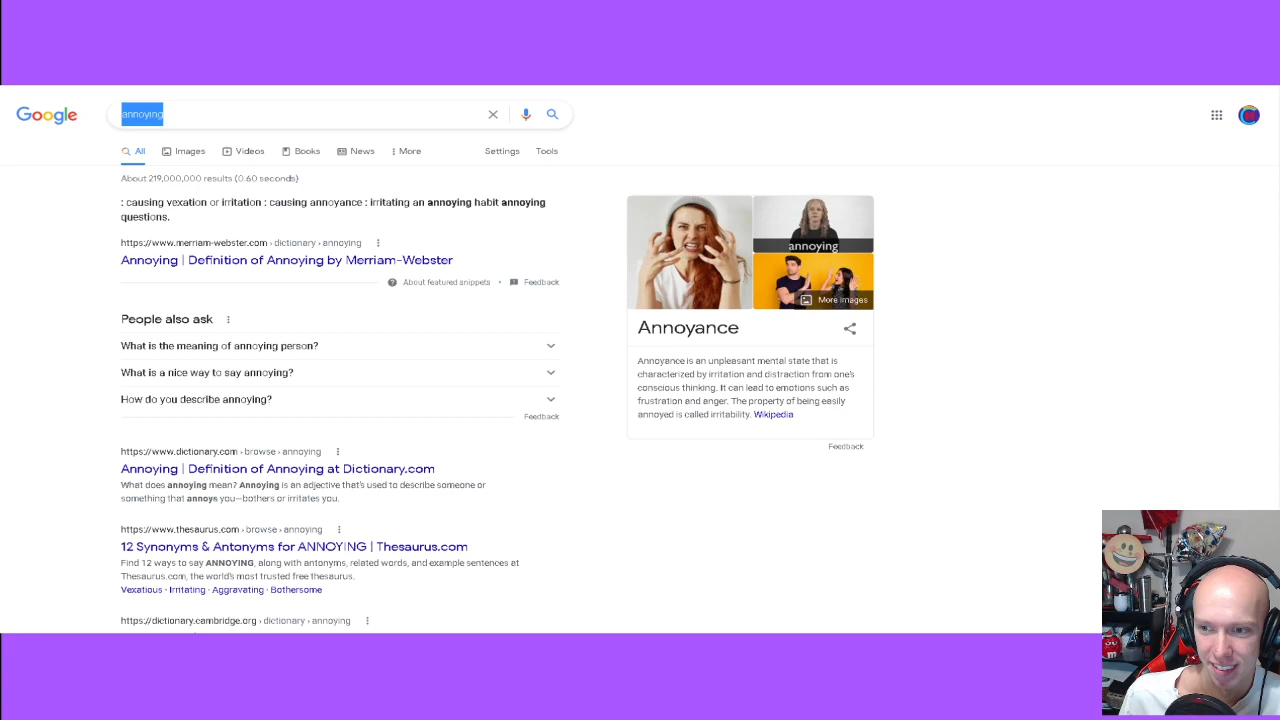 Google
annoying
All
Images
Videos
Books
News
More
Settings
Tools
About 219,000,000 results (0.60 seconds)
: causing vexation or irritation : causing annoyance : irritating an annoying habit annoying
questions.
https://www.merriam-webster.com › dictionary › annoying
Annoying | Definition of Annoying by Merriam-Webster
About featured snippets • Feedback
People also ask
What is the meaning of annoying person?
What is a nice way to say annoying?
How do you describe annoying?
Feedback
https://www.dictionary.com › browse › annoying
Annoying | Definition of Annoying at Dictionary.com
What does annoying mean? Annoying is an adjective that's used to describe someone or
something that annoys you—bothers or irritates you.
https://www.thesaurus.com › browse › annoying
12 Synonyms & Antonyms for ANNOYING | Thesaurus.com
Find 12 ways to say ANNOYING, along with antonyms, related words, and example sentences at
Thesaurus.com, the world's most trusted free thesaurus.
Vexatious · Irritating · Aggravating · Bothersome
https://dictionary.cambridge.org › dictionary › annoying
annoying
More images
Annoyance
Annoyance is an unpleasant mental state that is
characterized by irritation and distraction from one's
conscious thinking. It can lead to emotions such as
frustration and anger. The property of being easily
annoyed is called irritability. Wikipedia
Feedback
m